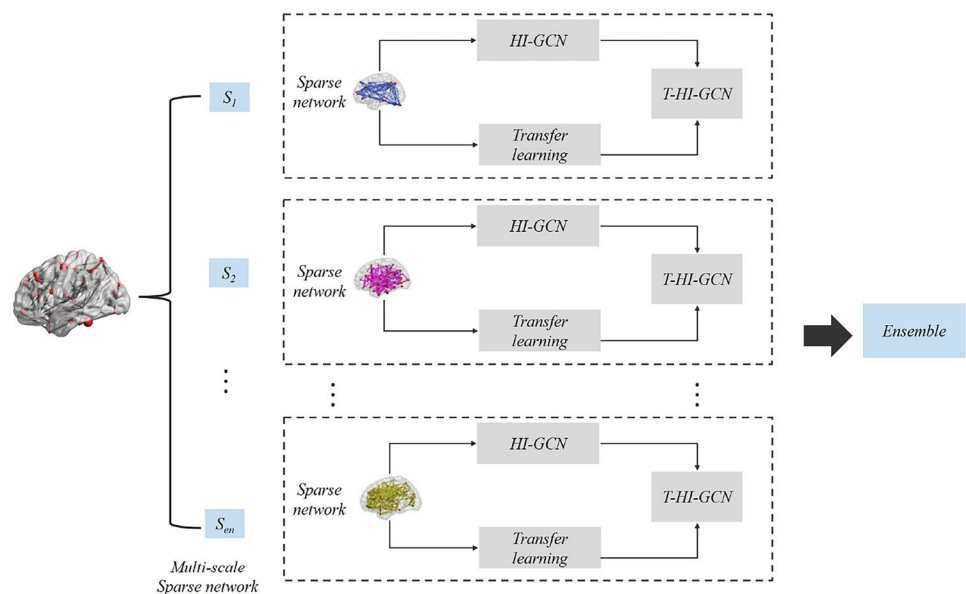 HI-GCN
Sparse
network
S1
T-HI-GCN
Transfer
learning
HI-GCN
Sparse
network
S2
T-HI-GCN
Transfer
learning
Ensemble
HI-GCN
Sparse
network
T-HI-GCN
Sen
Transfer
learning
Multi-scale
Sparse network